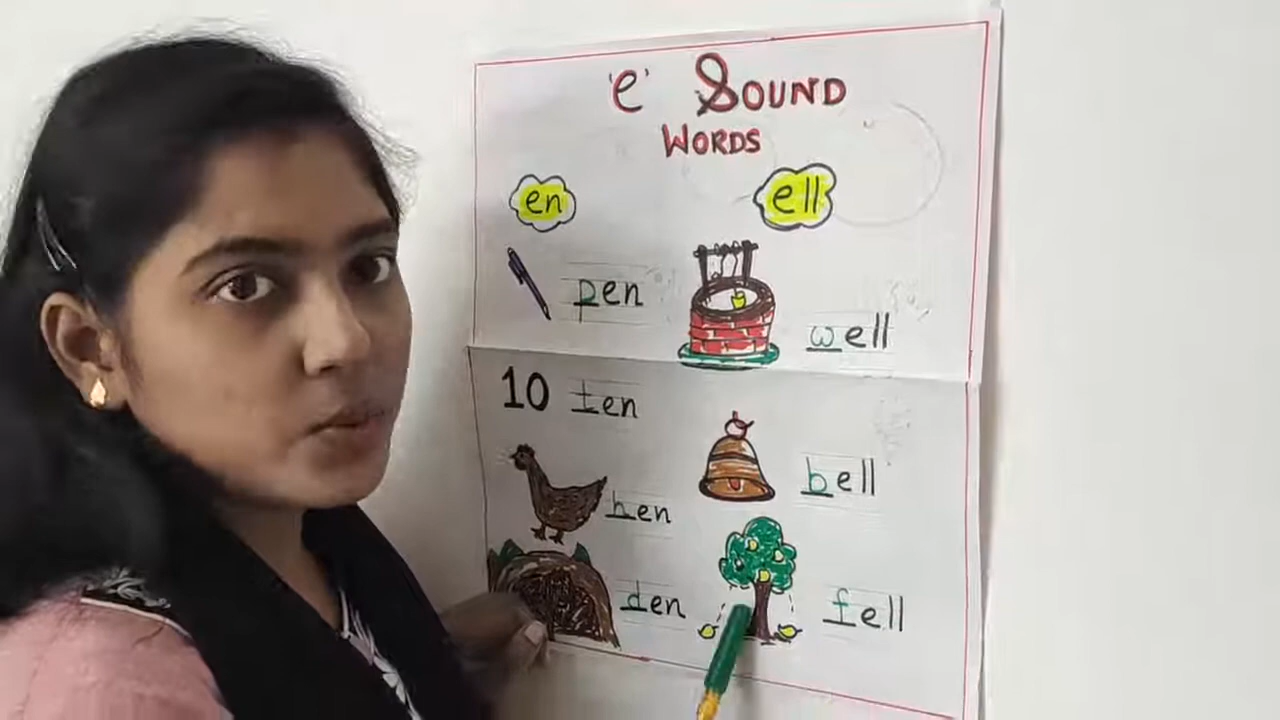 'e' SOUND
WORDS
en
ell
pen
well
10 ten
bell
hen
den
fell